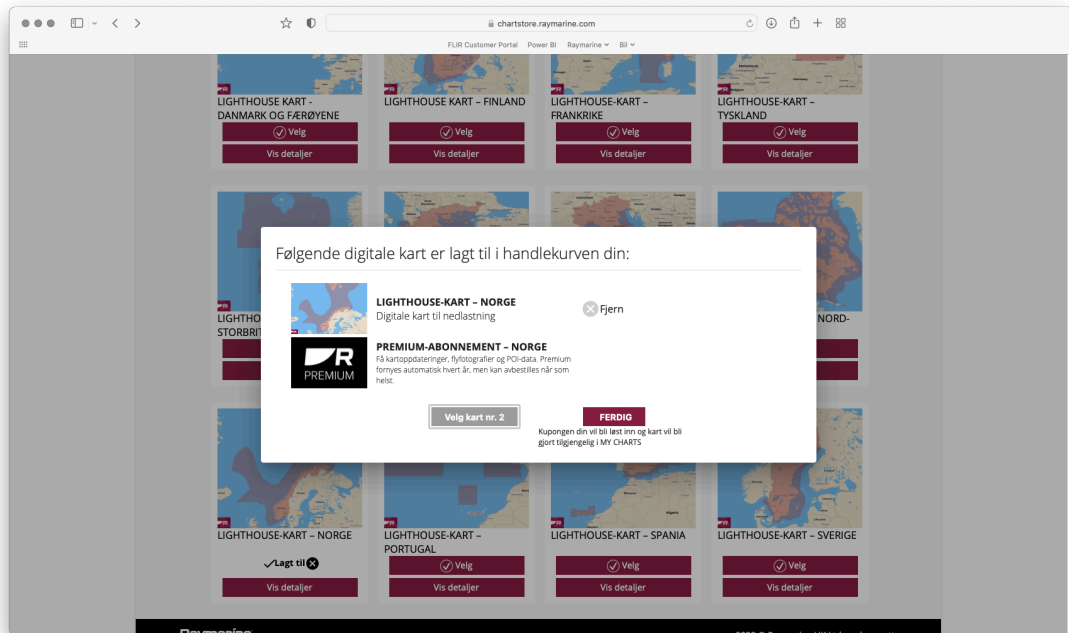 chartstore.raymarine.com
FLIR Customer Portal Power BI Raymarine Bil
LIGHTHOUSE KART -
DANMARK OG FÆRØYENE
LIGHTHOUSE KART – FINLAND
LIGHTHOUSE-KART –
FRANKRIKE
LIGHTHOUSE-KART –
TYSKLAND
Velg
Velg
Velg
Velg
Vis detaljer
Vis detaljer
Vis detaljer
Vis detaljer
Følgende digitale kart er lagt til i handlekurven din:
LIGHTHOUSE-KART – NORGE
Digitale kart til nedlastning
Fjern
R
PREMIUM
PREMIUM-ABONNEMENT – NORGE
Få kartoppdateringer, flyfotografier og POI-data. Premium
fornyes automatisk hvert år, men kan avbestilles når som
helst.
Velg kart nr. 2
FERDIG
Kupongen din vil bli løst inn og kart vil bli
gjort tilgjengelig i MY CHARTS
LIGHTHO
STORBRIT
NORD-
LIGHTHOUSE-KART – NORGE
LIGHTHOUSE-KART –
PORTUGAL
LIGHTHOUSE-KART – SPANIA
LIGHTHOUSE-KART – SVERIGE
Lagt til
Velg
Velg
Velg
Vis detaljer
Vis detaljer
Vis detaljer
Vis detaljer